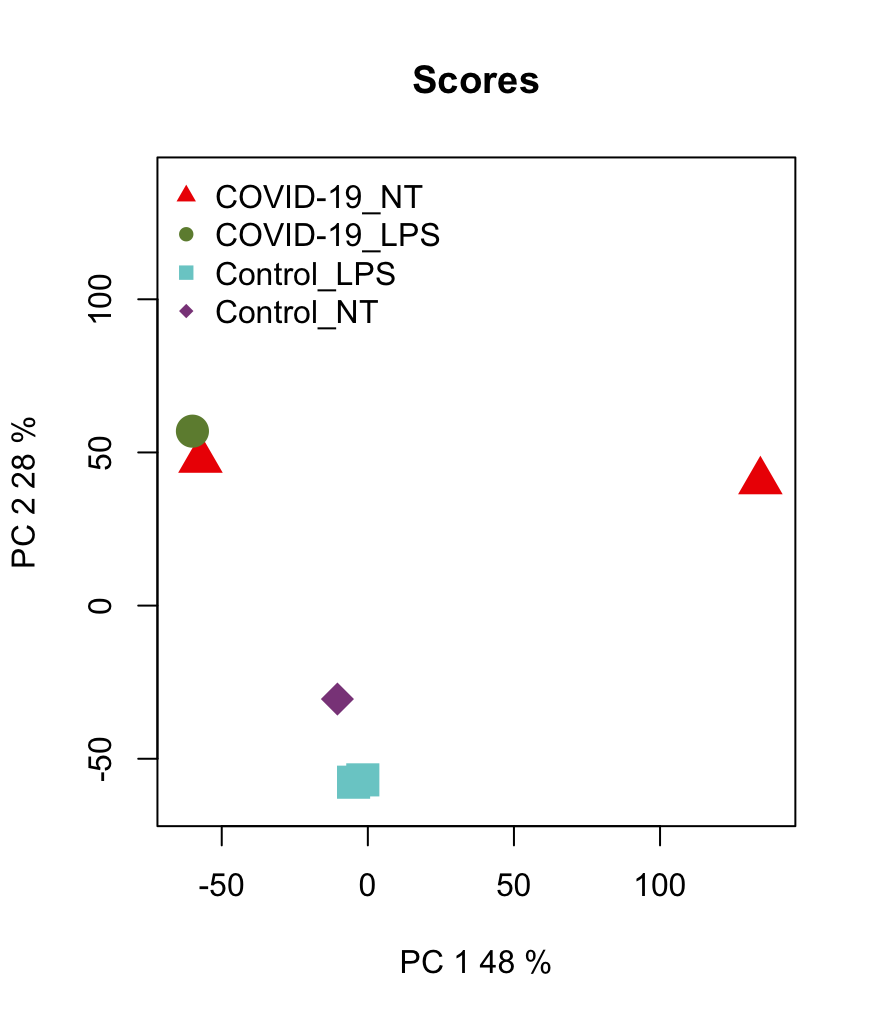 Scores
COVID-19_NT
COVID-19_LPS
Control_LPS
Control_NT
100
50
0
-50
PC 2 28 %
-50
0
50
100
PC 1 48 %